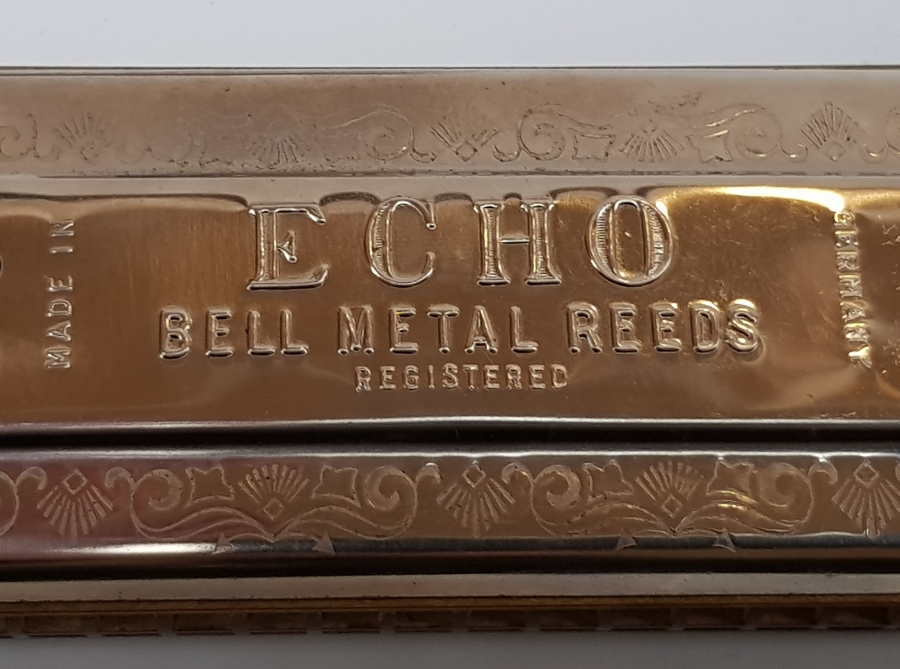 MADE IN
ECHO
BELL METAL REEDS
REGISTERED
GERMANY